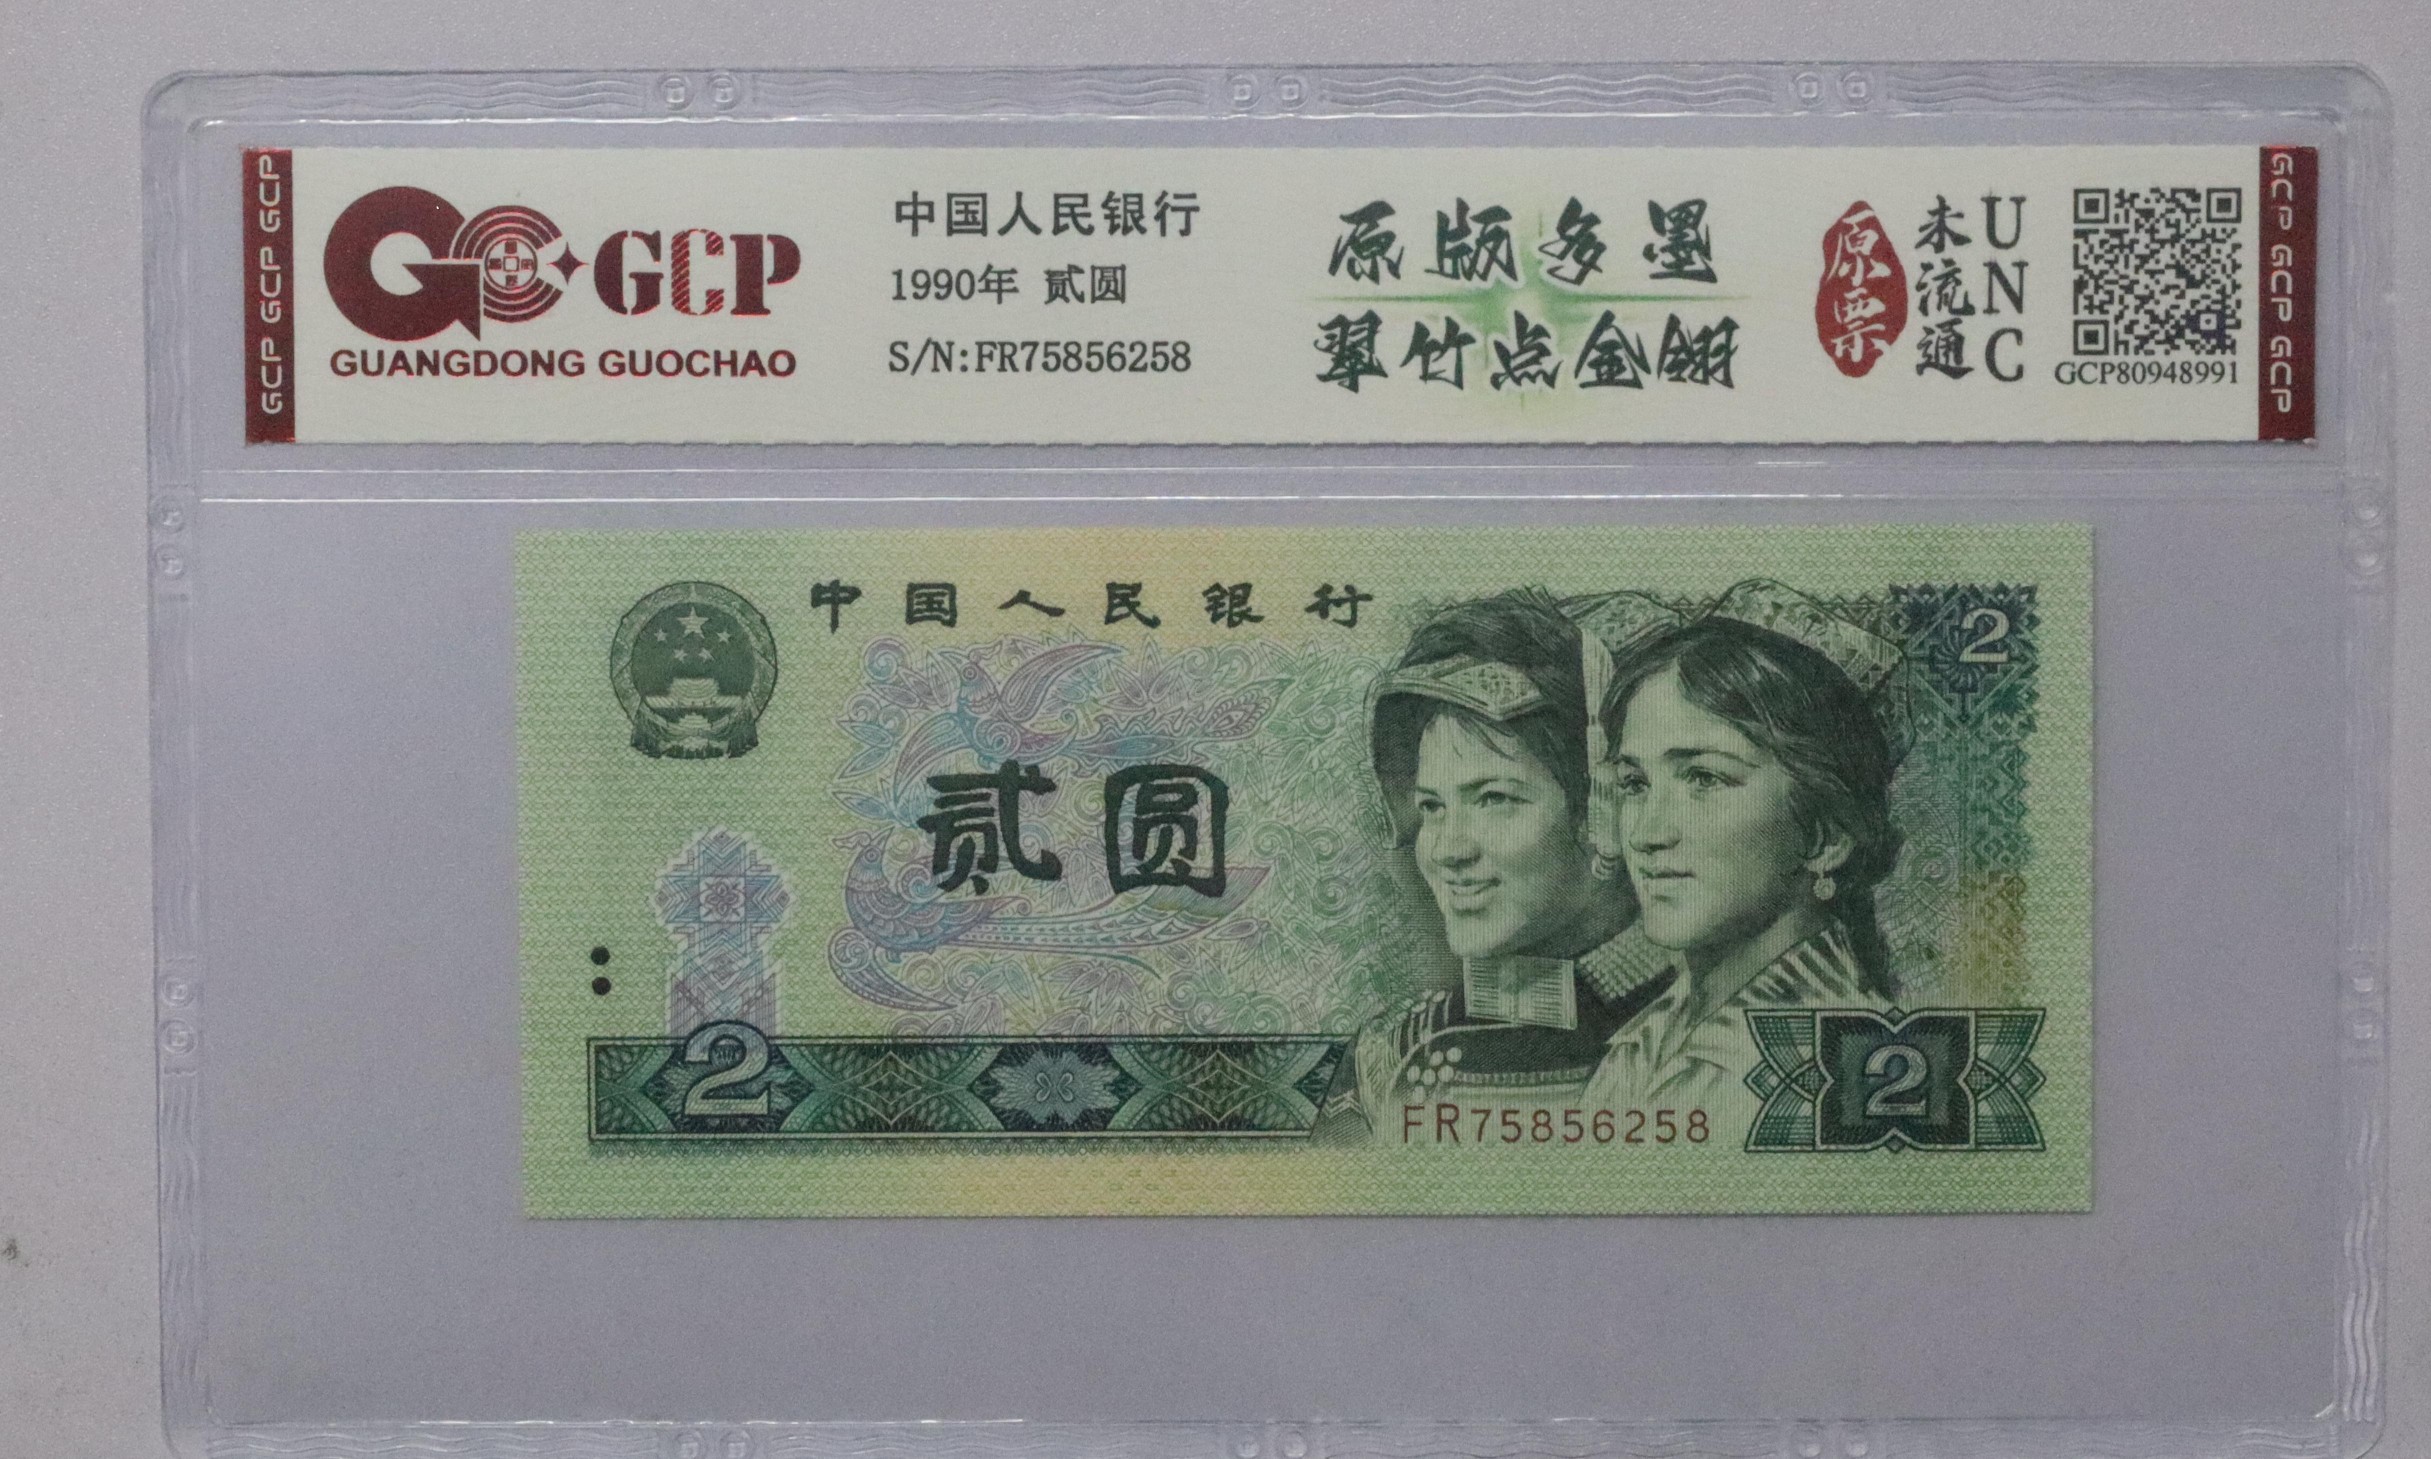 GCP GCP GCP
GCP
GUANGDONG GUOCHAO
中国人民银行
1990年 贰圆
S/N:FR75856258
原版多墨
翠竹点金翎
原票
未流通
UNC
GCP80948991
GCP GCP GCP
中国人民银行
2
贰圆
2
FR75856258
2